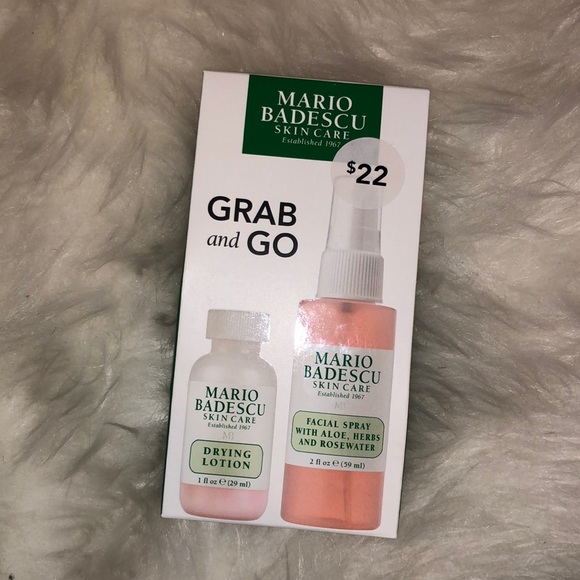 MARIO
BADESCU
SKIN CARE
Established 1967
$22
GRAB
and GO
MARIO
BADESCU
SKIN CARE
Established 1967
DRYING
LOTION
1 fl oz ℮ (29 ml)
MARIO
BADESCU
SKIN CARE
Established 1967
FACIAL SPRAY
WITH ALOE, HERBS
AND ROSEWATER
2 fl oz ℮ (59 ml)